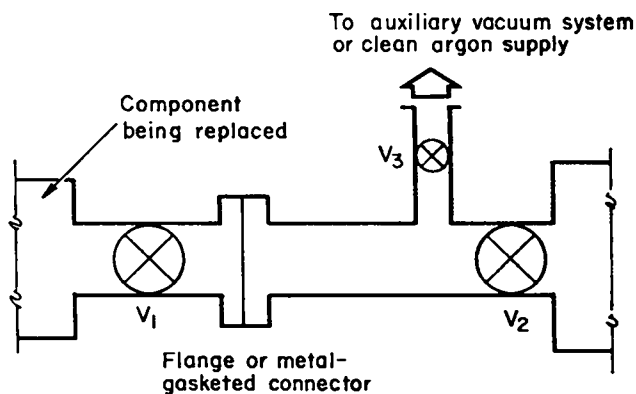 To auxiliary vacuum system
or clean argon supply
Component
being replaced
V3
V1
V2
Flange or metal-
gasketed connector